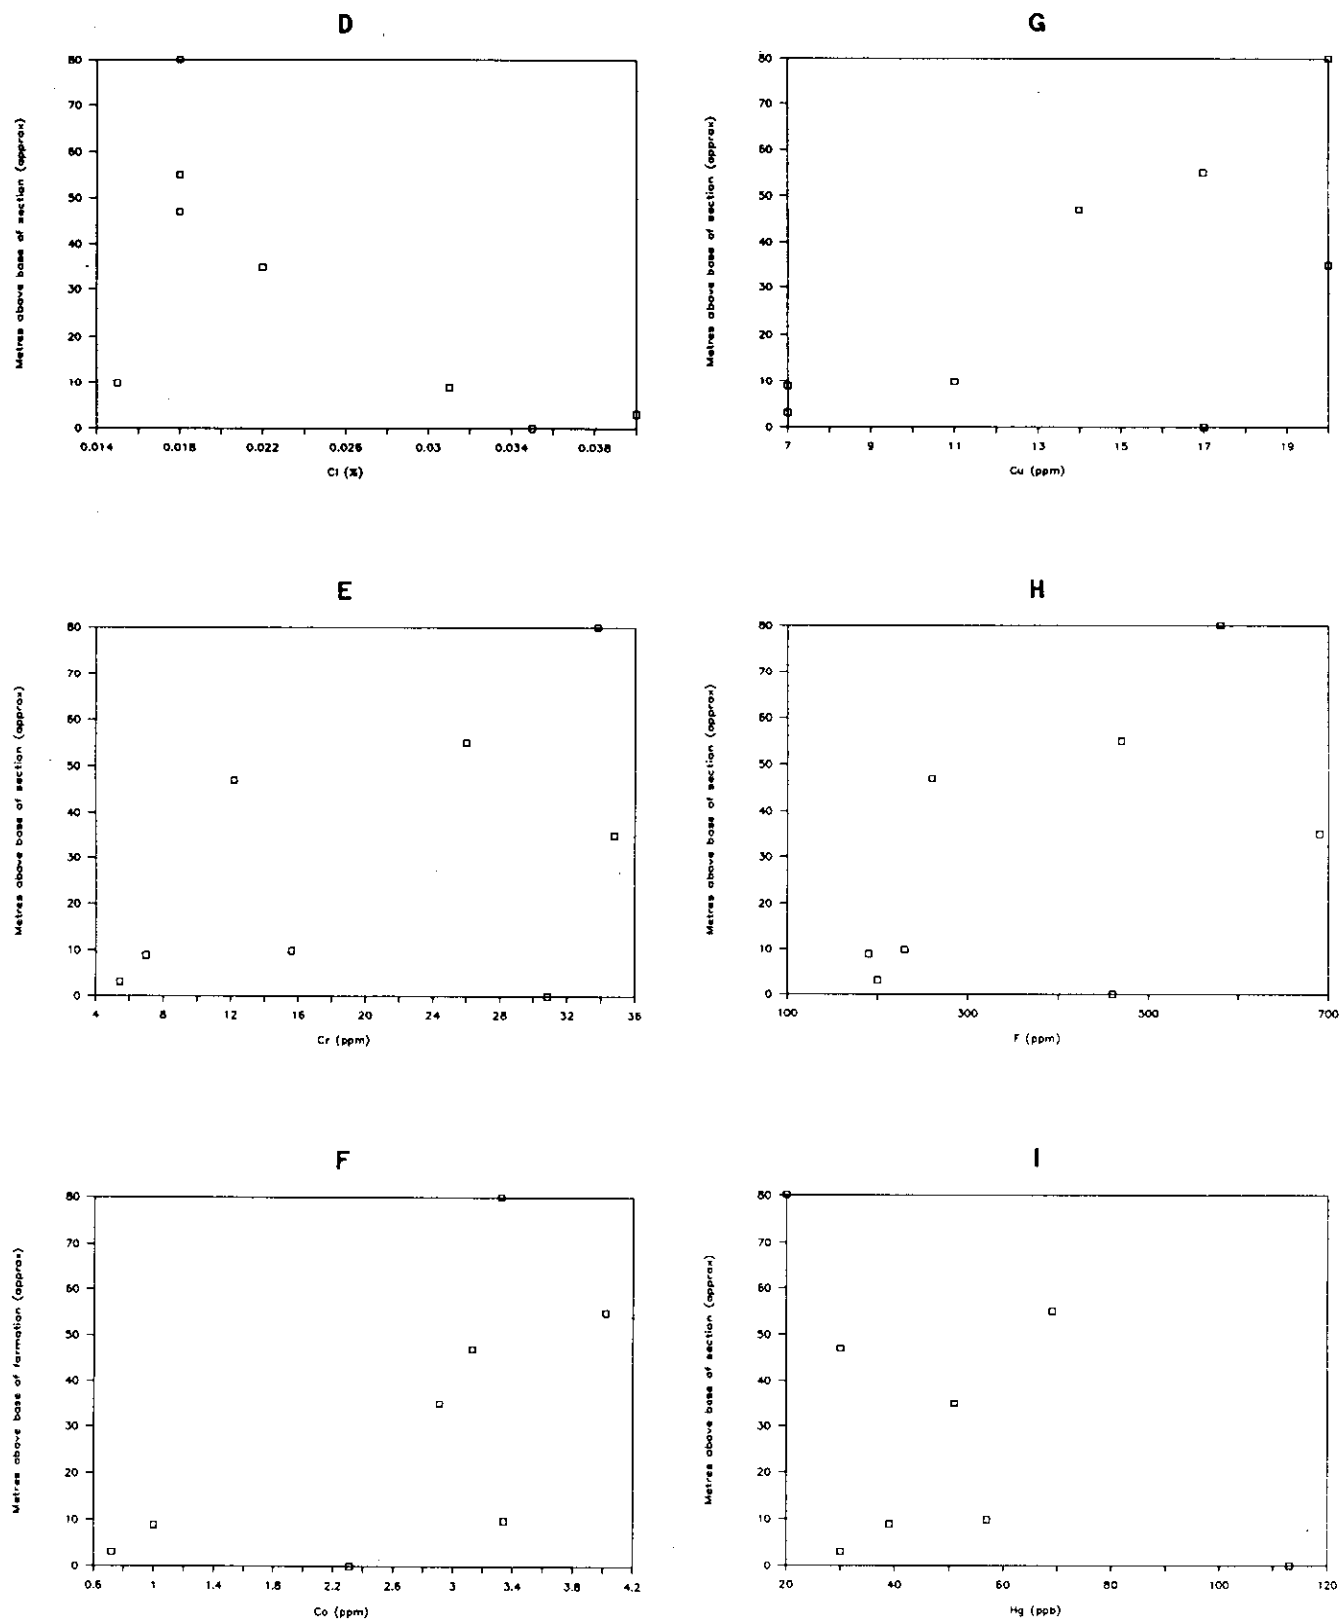 D
80
70
60
50
40
30
20
10
0
Metres above base of section (approx)
0.014 0.018 0.022 0.026 0.03 0.034 0.038
Cl (%)
G
80
70
60
50
40
30
20
10
0
Metres above base of section (approx)
7 9 11 13 15 17 19
Cu (ppm)
E
80
70
60
50
40
30
20
10
0
Metres above base of section (approx)
4 8 12 16 20 24 28 32 36
Cr (ppm)
H
80
70
60
50
40
30
20
10
0
Metres above base of section (approx)
100 300 500 700
F (ppm)
F
80
70
60
50
40
30
20
10
0
Metres above base of formation (approx)
0.6 1 1.4 1.8 2.2 2.6 3 3.4 3.8 4.2
Co (ppm)
I
80
70
60
50
40
30
20
10
0
Metres above base of section (approx)
20 40 60 80 100 120
Hg (ppb)